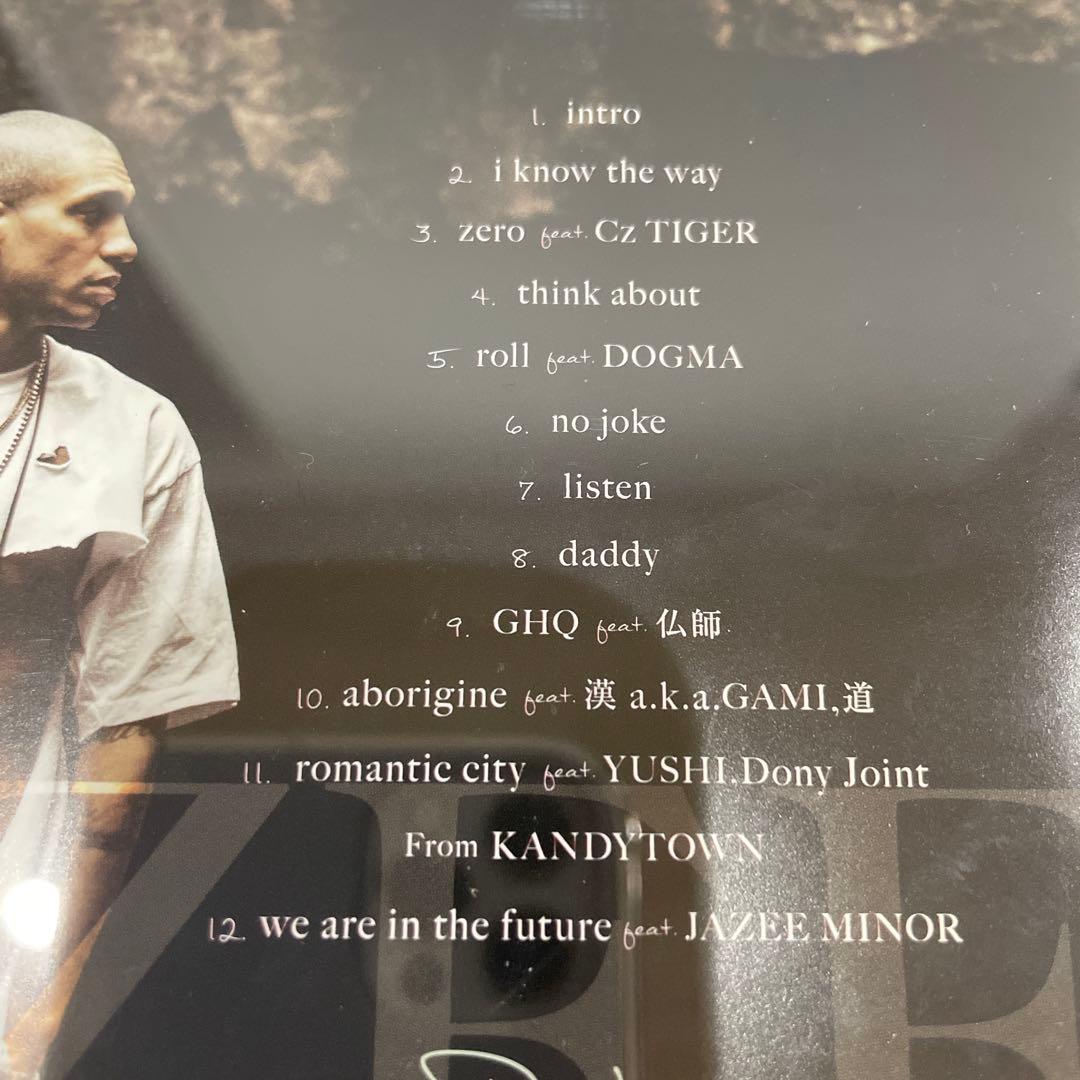 1. intro
2. i know the way
3. zero feat. Cz TIGER
4. think about
5. roll feat. DOGMA
6. no joke
7. listen
8. daddy
9. GHQ feat. 仏師
10. aborigine feat. 漢 a.k.a.GAMI,道
11. romantic city feat. YUSHI,Dony Joint
From KANDYTOWN
12. we are in the future feat. JAZEE MINOR